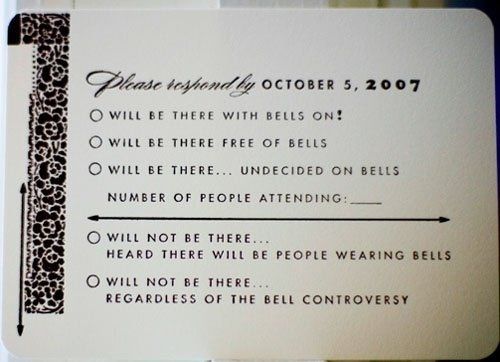 Please respond by OCTOBER 5, 2007
WILL BE THERE WITH BELLS ON!
WILL BE THERE FREE OF BELLS
WILL BE THERE... UNDECIDED ON BELLS
NUMBER OF PEOPLE ATTENDING:____
WILL NOT BE THERE...
HEARD THERE WILL BE PEOPLE WEARING BELLS
WILL NOT BE THERE...
REGARDLESS OF THE BELL CONTROVERSY